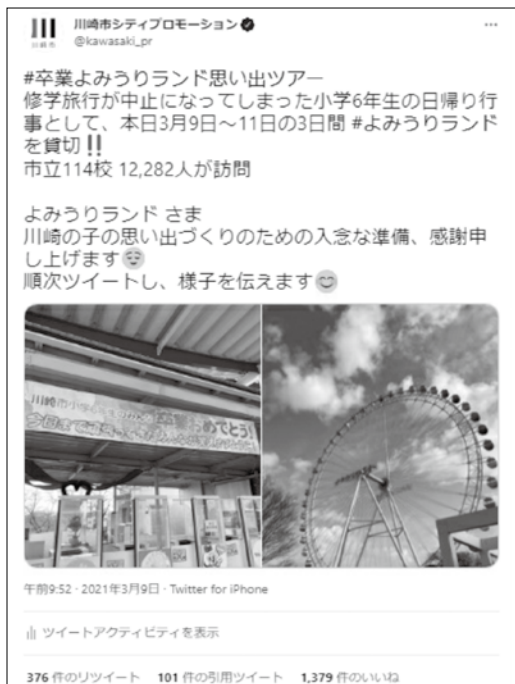 川崎市シティプロモーション
川崎市
@kawasaki_pr
#卒業よみうりランド思い出ツアー
修学旅行が中止になってしまった小学6年生の日帰り行
事として、本日3月9日～11日の3日間 #よみうりランド
を貸切‼
市立114校 12,282人が訪問
よみうりランド さま
川崎の子の思い出づくりのための入念な準備、感謝申
し上げます😌
順次ツイートし、様子を伝えます😊
川崎市小学
おめでとう!
午前9:52 · 2021年3月9日 · Twitter for iPhone
ツイートアクティビティを表示
376 件のリツイート 101 件の引用ツイート 1,379 件のいいね